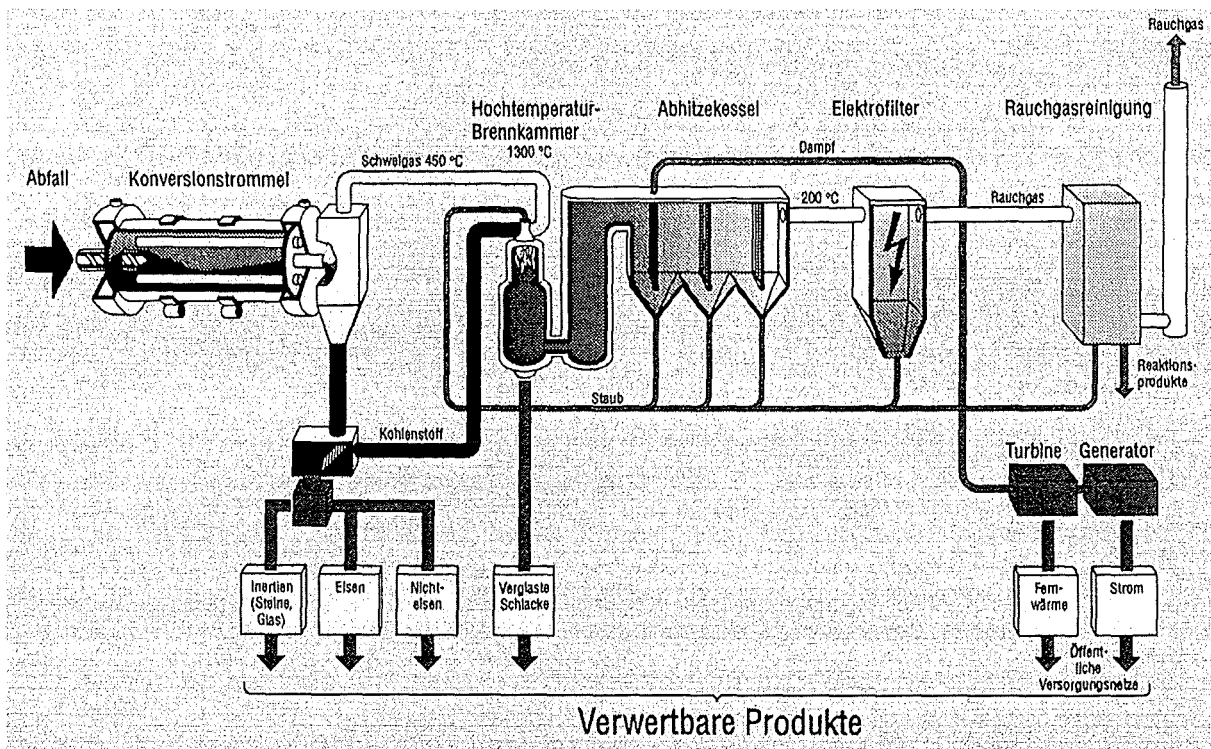 Rauchgas
Hochtemperatur-
Brennkammer
1300 °C
Abhitzekessel
Elektrofilter
Rauchgasreinigung
Dampf
Schwelgas 450 °C
Abfall
Konversionstrommel
200 °C
Rauchgas
Reaktions-
produkte
Staub
Kohlenstoff
Turbine
Generator
Inertien
(Steine,
Glas)
Eisen
Nicht-
eisen
Verglaste
Schlacke
Fern-
wärme
Strom
Öffent-
liche
Versorgungsnetze
Verwertbare Produkte